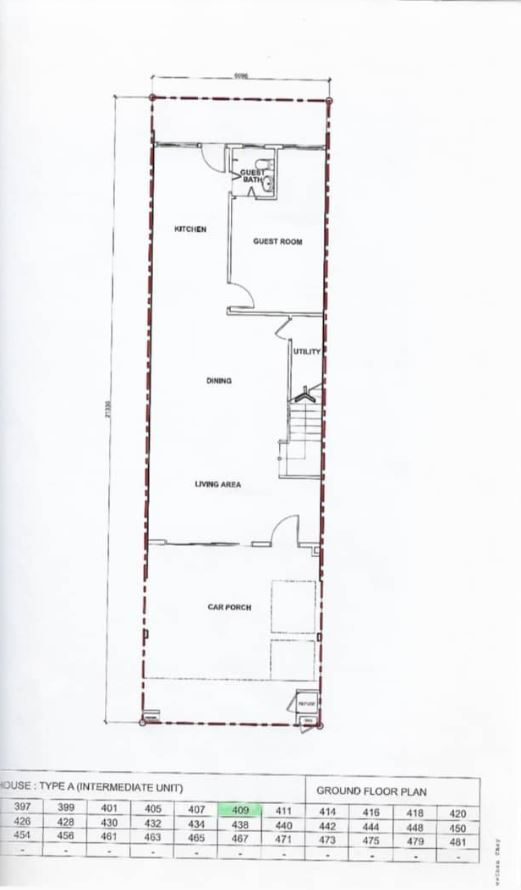 6096
GUEST
BATH
KITCHEN
GUEST ROOM
UTILITY
DINING
21336
LIVING AREA
CAR PORCH
REFUSE
HOUSE : TYPE A (INTERMEDIATE UNIT) GROUND FLOOR PLAN
397 399 401 405 407 409 411 414 416 418 420
426 428 430 432 434 438 440 442 444 448 450
454 456 461 463 465 467 471 473 475 479 481
- - - - - - - - - - -